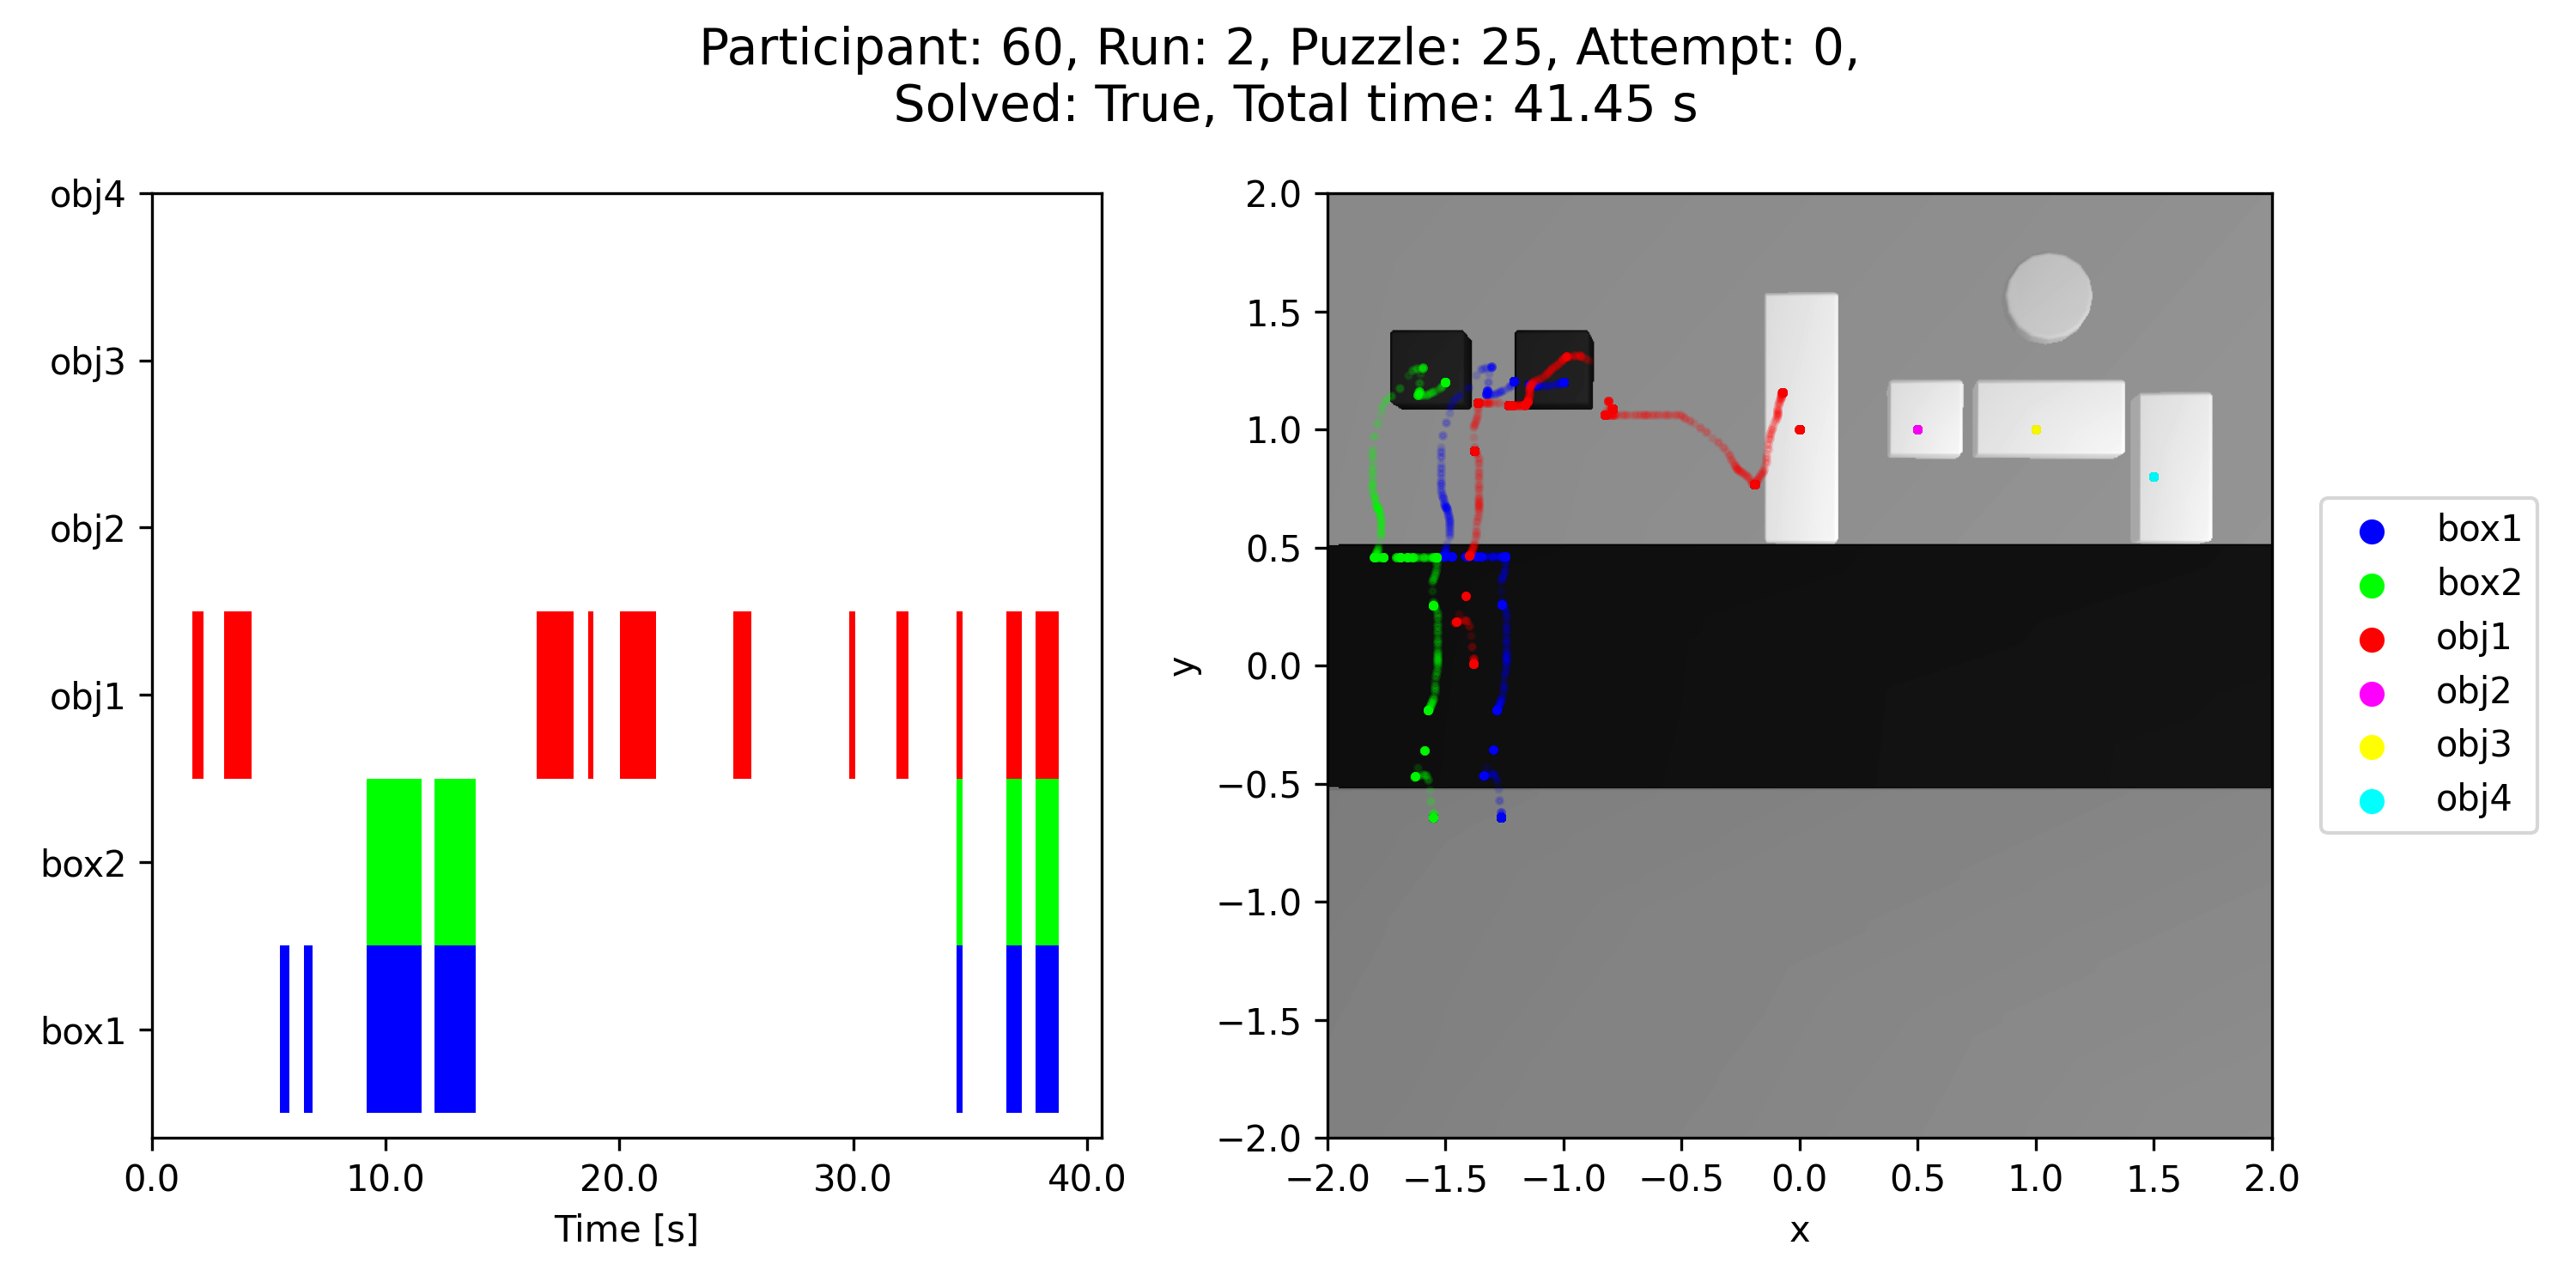 Participant: 60, Run: 2, Puzzle: 25, Attempt: 0,
Solved: True, Total time: 41.45 s
obj4
obj3
obj2
obj1
box2
box1
0.0 10.0 20.0 30.0 40.0
Time [s]
2.0
1.5
1.0
0.5
0.0
−0.5
−1.0
−1.5
−2.0
y
−2.0 −1.5 −1.0 −0.5 0.0 0.5 1.0 1.5 2.0
x
box1
box2
obj1
obj2
obj3
obj4